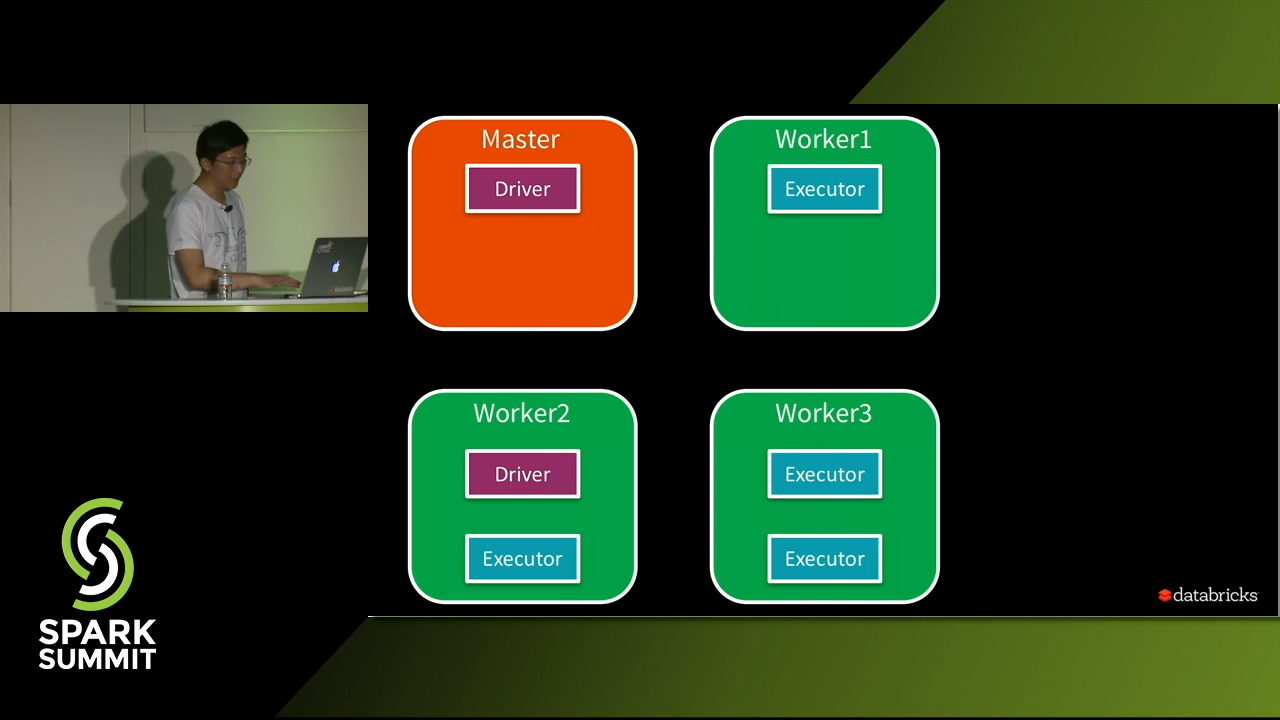 Master
Driver
Worker1
Executor
Worker2
Driver
Executor
Worker3
Executor
Executor
databricks
SPARK
SUMMIT